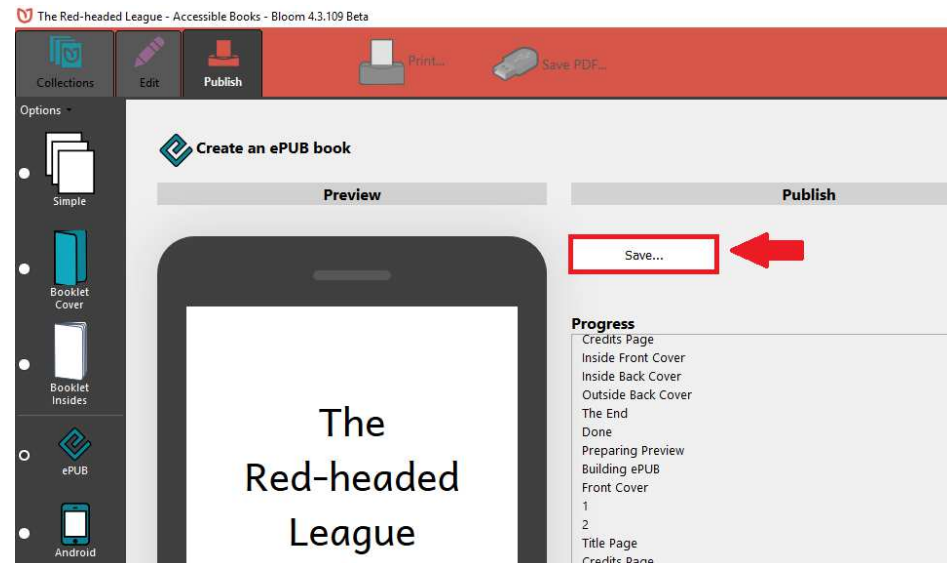 The Red-headed League - Accessible Books - Bloom 4.3.109 Beta
Collections
Edit
Publish
Print...
Save PDF...
Options
Simple
Booklet
Cover
Booklet
Insides
ePUB
Android
Create an ePUB book
Preview
The
Red-headed
League
Publish
Save...
Progress
Credits Page
Inside Front Cover
Inside Back Cover
Outside Back Cover
The End
Done
Preparing Preview
Building ePUB
Front Cover
1
2
Title Page
Credits Page